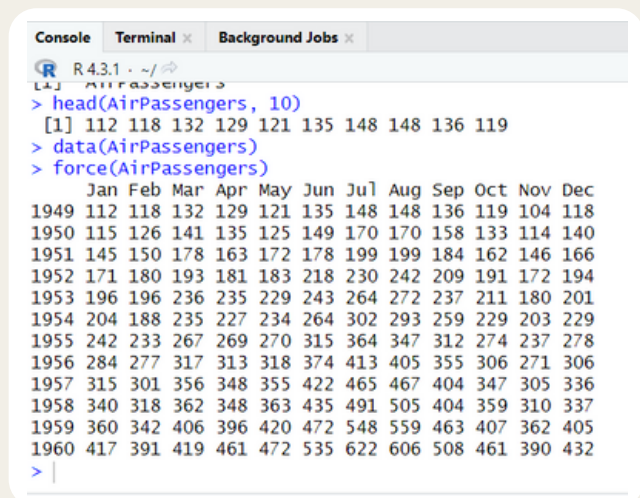 Console Terminal × Background Jobs ×
R R 4.3.1 · ~/
[1] "AirPassengers"
> head(AirPassengers, 10)
[1] 112 118 132 129 121 135 148 148 136 119
> data(AirPassengers)
> force(AirPassengers)
Jan Feb Mar Apr May Jun Jul Aug Sep Oct Nov Dec
1949 112 118 132 129 121 135 148 148 136 119 104 118
1950 115 126 141 135 125 149 170 170 158 133 114 140
1951 145 150 178 163 172 178 199 199 184 162 146 166
1952 171 180 193 181 183 218 230 242 209 191 172 194
1953 196 196 236 235 229 243 264 272 237 211 180 201
1954 204 188 235 227 234 264 302 293 259 229 203 229
1955 242 233 267 269 270 315 364 347 312 274 237 278
1956 284 277 317 313 318 374 413 405 355 306 271 306
1957 315 301 356 348 355 422 465 467 404 347 305 336
1958 340 318 362 348 363 435 491 505 404 359 310 337
1959 360 342 406 396 420 472 548 559 463 407 362 405
1960 417 391 419 461 472 535 622 606 508 461 390 432
>